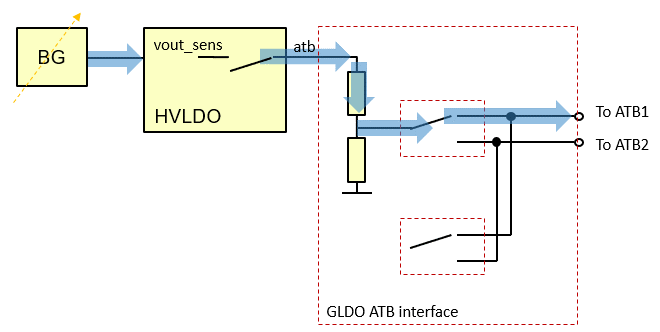 BG
vout_sens
atb
HVLDO
To ATB1
To ATB2
GLDO ATB interface